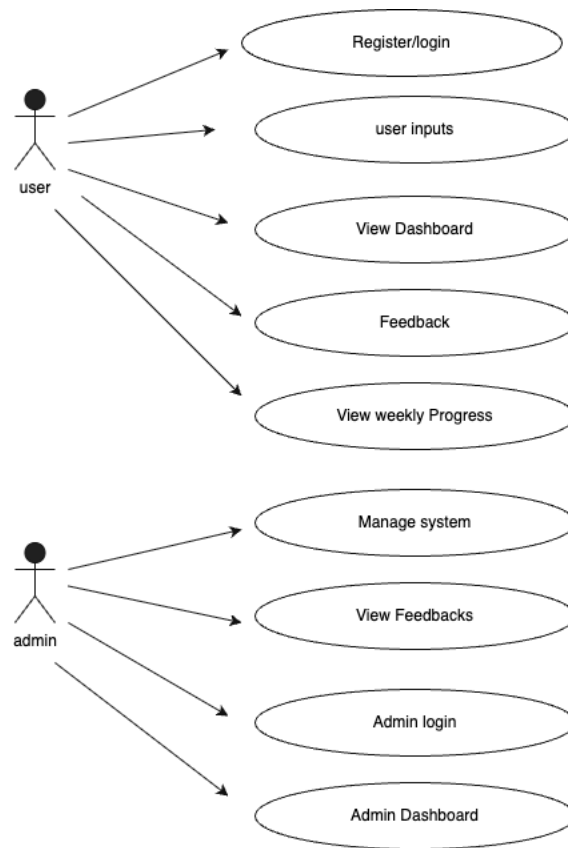 Register/login
user inputs
user
View Dashboard
Feedback
View weekly Progress
Manage system
View Feedbacks
admin
Admin login
Admin Dashboard